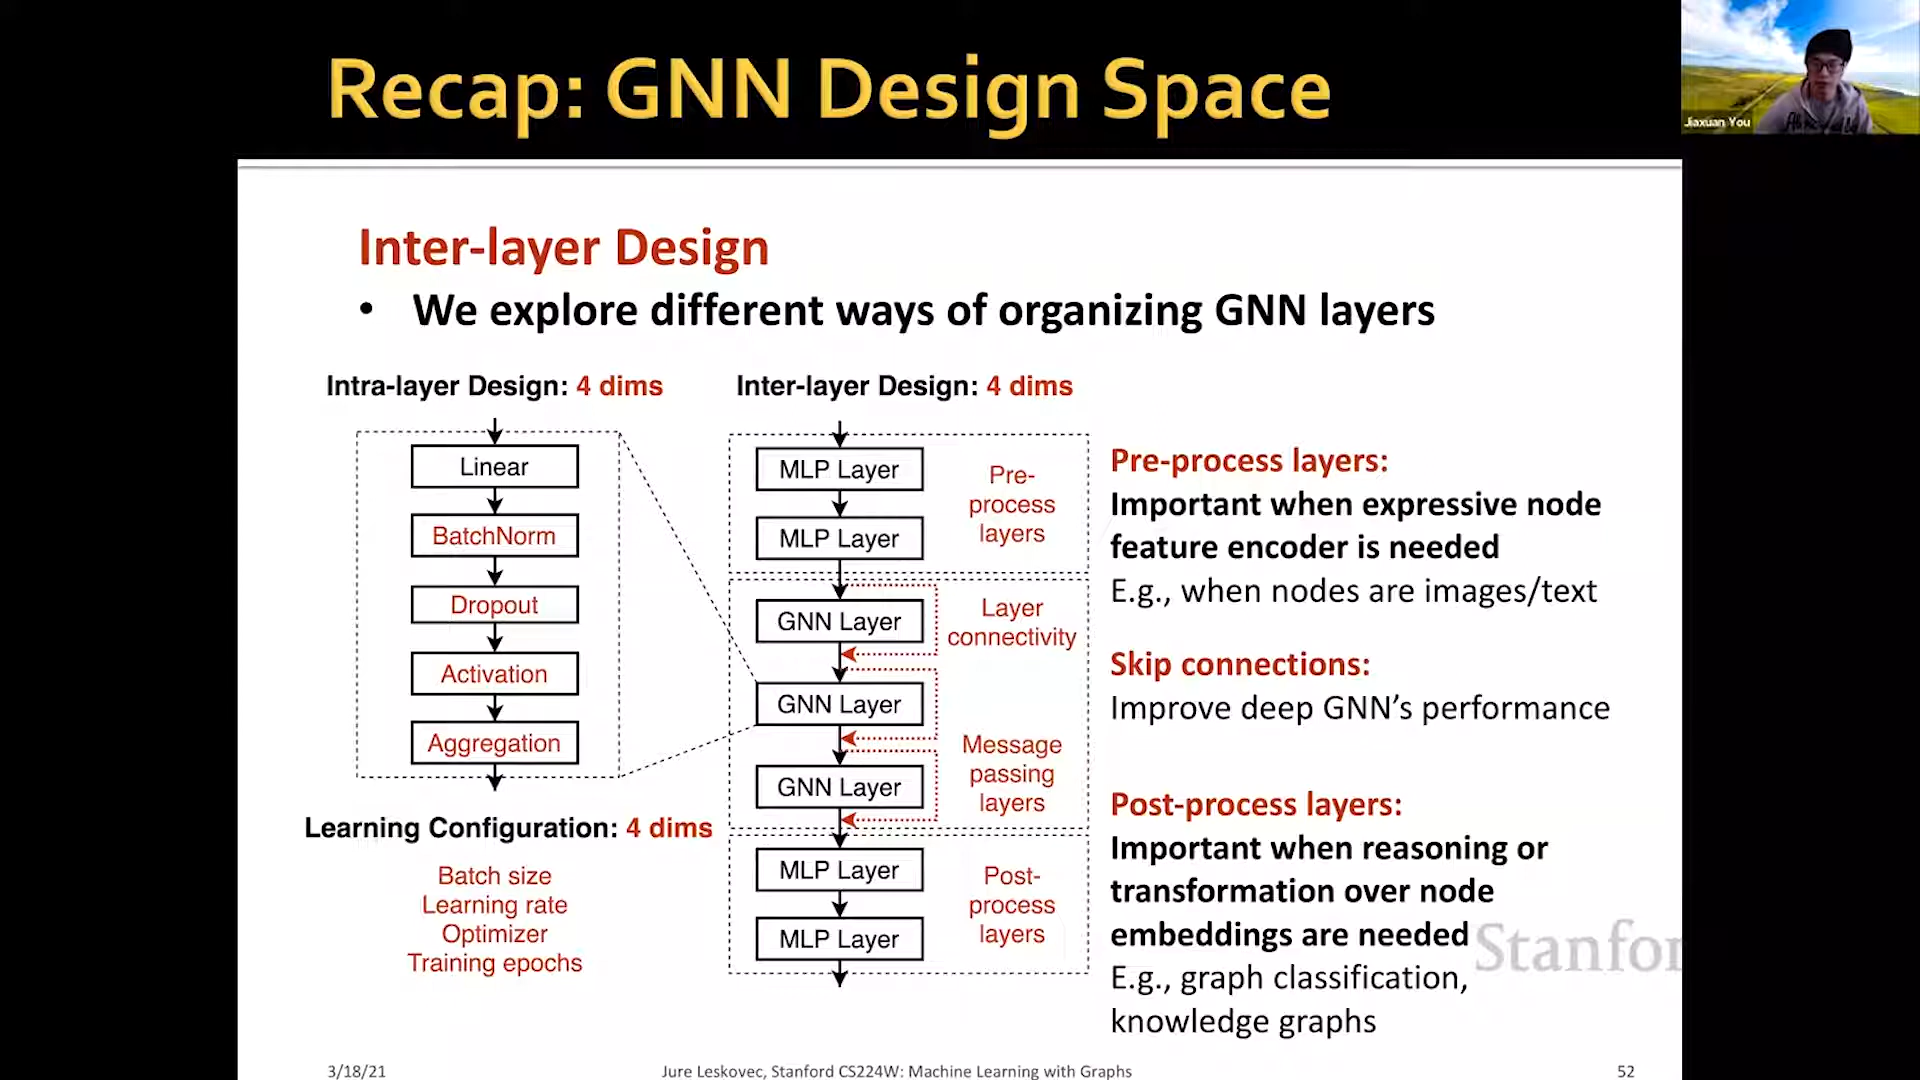 Recap: GNN Design Space
Jiaxuan You
Inter-layer Design
• We explore different ways of organizing GNN layers
Intra-layer Design: 4 dims
Linear
BatchNorm
Dropout
Activation
Aggregation
Learning Configuration: 4 dims
Batch size
Learning rate
Optimizer
Training epochs
Inter-layer Design: 4 dims
MLP Layer
MLP Layer
Pre-
process
layers
GNN Layer
Layer
connectivity
GNN Layer
GNN Layer
Message
passing
layers
MLP Layer
MLP Layer
Post-
process
layers
Pre-process layers:
Important when expressive node
feature encoder is needed
E.g., when nodes are images/text
Skip connections:
Improve deep GNN’s performance
Post-process layers:
Important when reasoning or
transformation over node
embeddings are needed
E.g., graph classification,
knowledge graphs
Stanfor
3/18/21
Jure Leskovec, Stanford CS224W: Machine Learning with Graphs
52